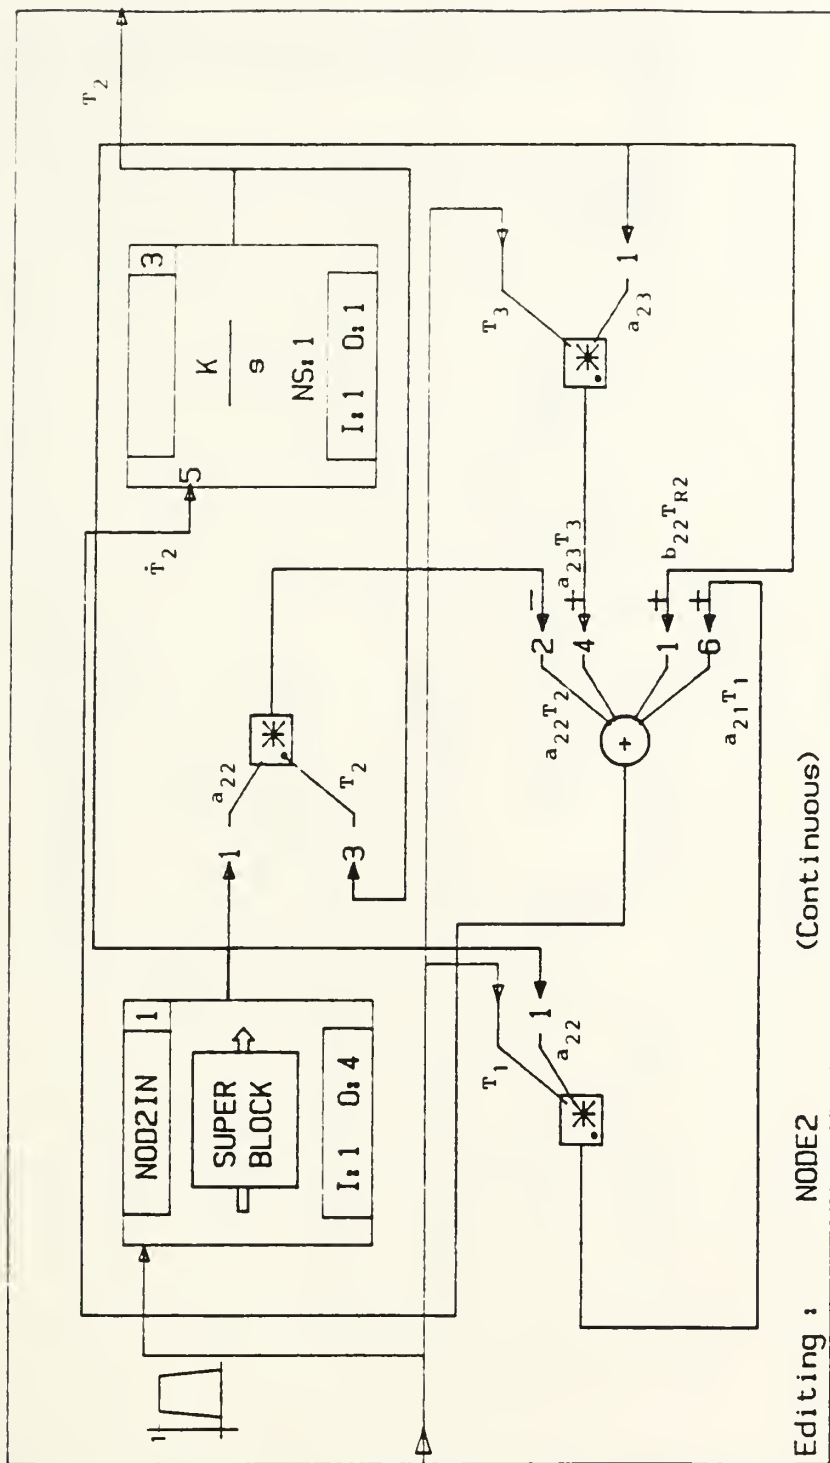 1
NOD2IN
1
SUPER
BLOCK
I:1 O:4
1
a22
3
T2
Ṫ2
5
3
K
s
NS:1
I:1 O:1
T2
T1
1
a22
T3
1
a23
2
-
a22T2
4
+
a23T3
1
+
b22TR2
6
+
a21T1
+
*
*
*
Editing : NODE2 (Continuous)